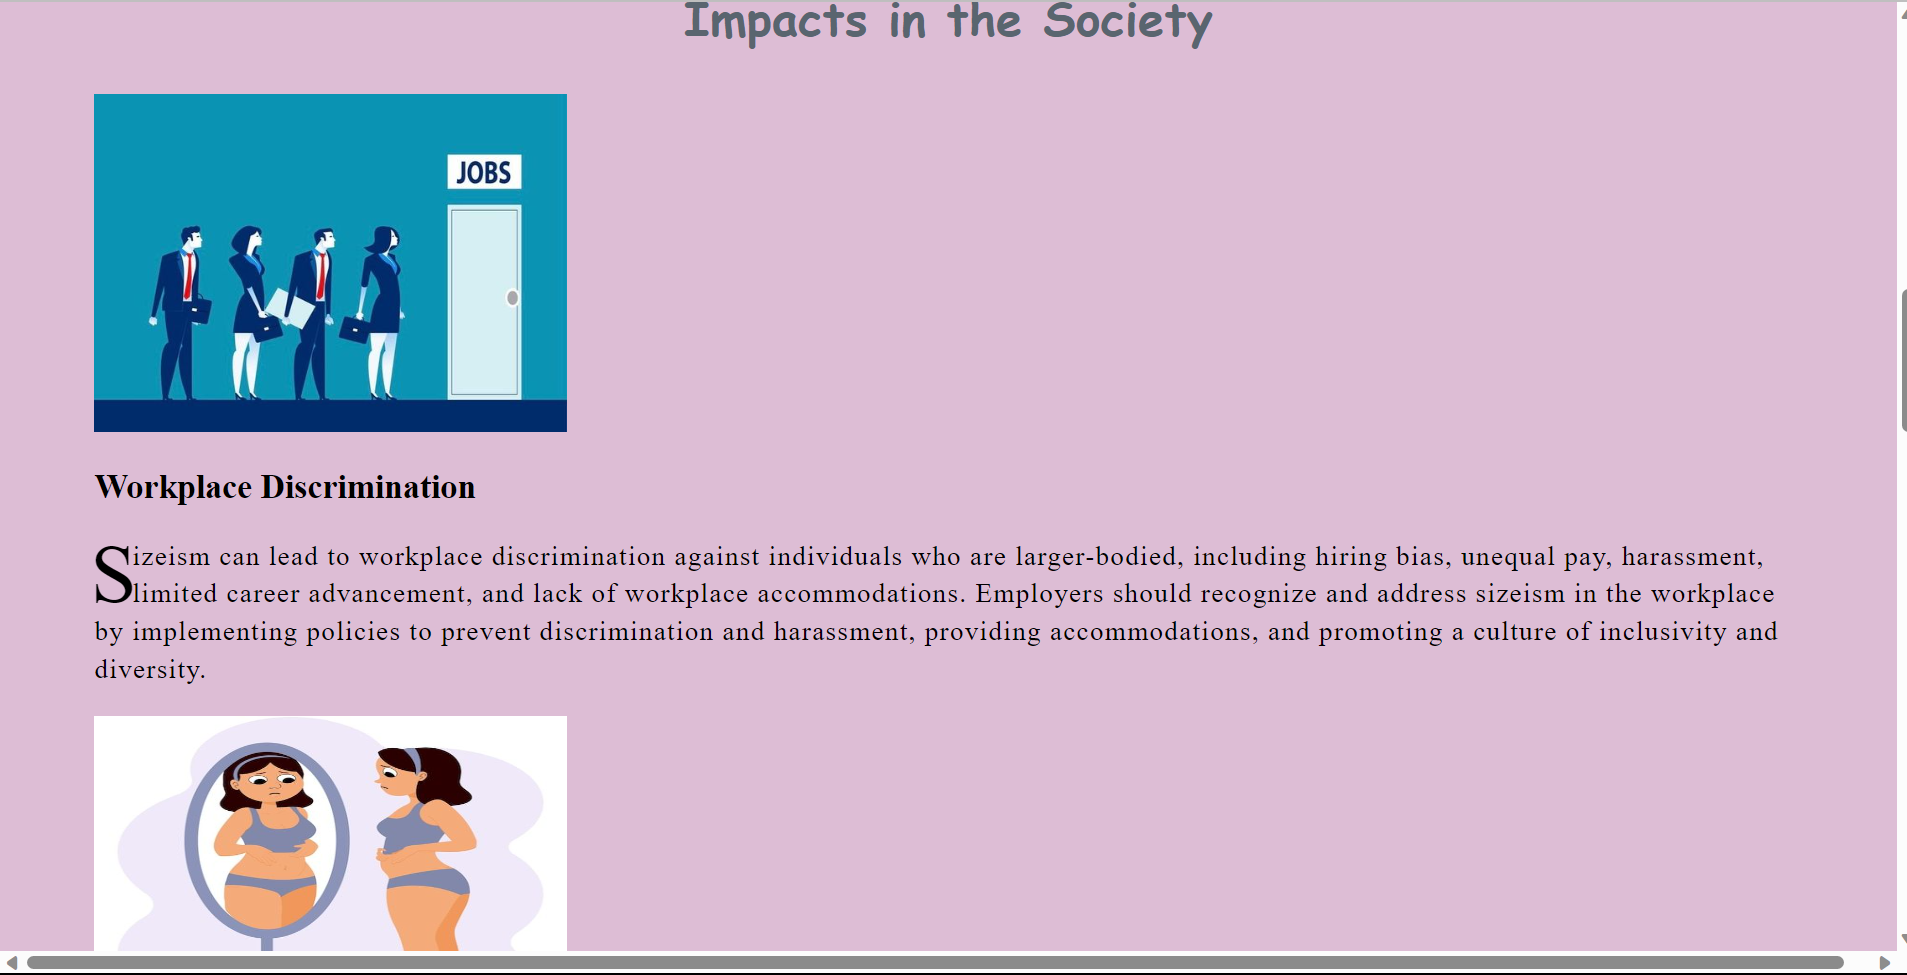 Impacts in the Society
JOBS
Workplace Discrimination
Sizeism can lead to workplace discrimination against individuals who are larger-bodied, including hiring bias, unequal pay, harassment,
limited career advancement, and lack of workplace accommodations. Employers should recognize and address sizeism in the workplace
by implementing policies to prevent discrimination and harassment, providing accommodations, and promoting a culture of inclusivity and
diversity.